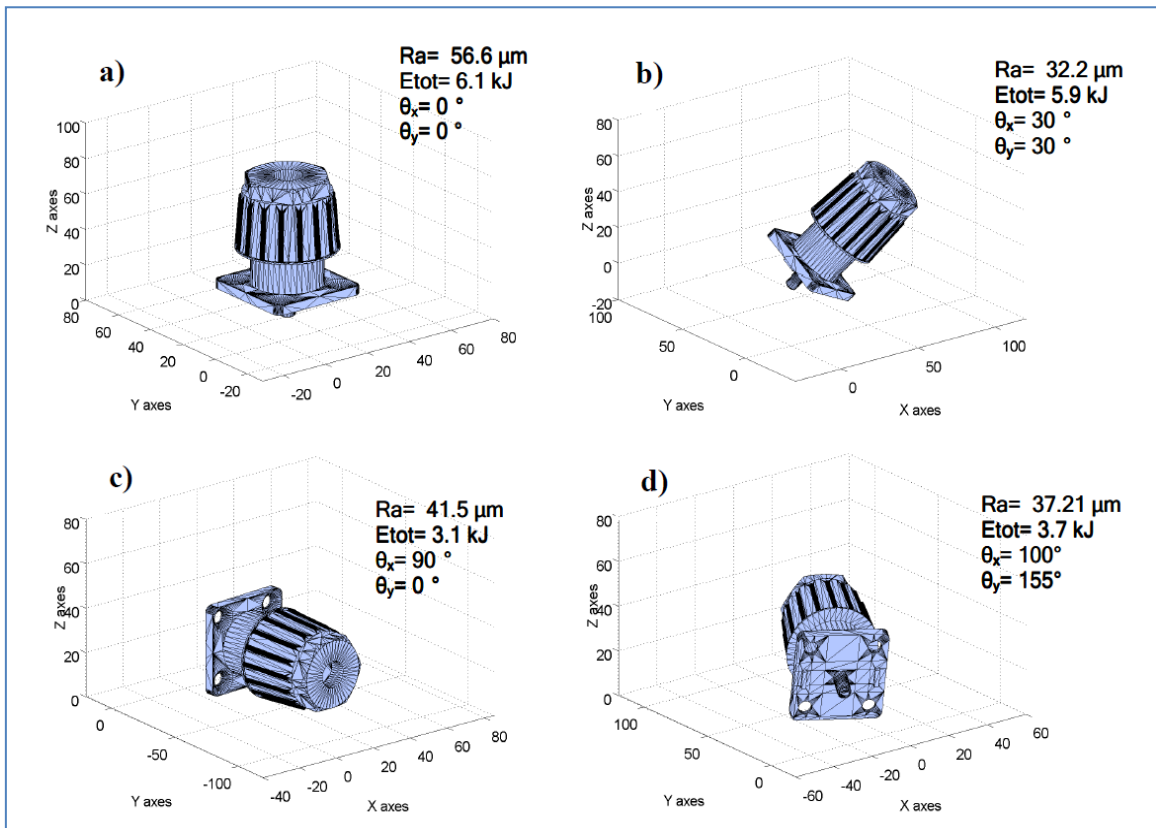 a)
Ra= 56.6 µm
Etot= 6.1 kJ
θx= 0 °
θy= 0 °
100
80
60
40
20
0
Z axes
80
60
40
20
0
-20
Y axes
-20
0
20
40
60
80
b)
Ra= 32.2 µm
Etot= 5.9 kJ
θx= 30 °
θy= 30 °
80
60
40
20
0
-20
Z axes
100
50
0
Y axes
0
50
100
X axes
c)
Ra= 41.5 µm
Etot= 3.1 kJ
θx= 90 °
θy= 0 °
80
60
40
20
0
Z axes
0
-50
-100
Y axes
-40
-20
0
20
40
60
80
X axes
d)
Ra= 37.21 µm
Etot= 3.7 kJ
θx= 100°
θy= 155°
80
60
40
20
0
Z axes
100
50
0
Y axes
-60
-40
-20
0
20
40
60
X axes